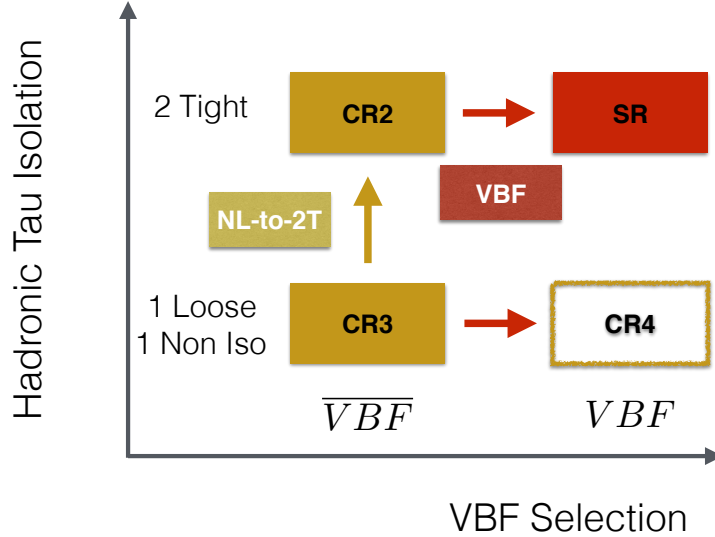 Hadronic Tau Isolation
2 Tight
CR2
SR
NL-to-2T
VBF
1 Loose
1 Non Iso
CR3
CR4
$\overline{VBF}$
VBF
VBF Selection